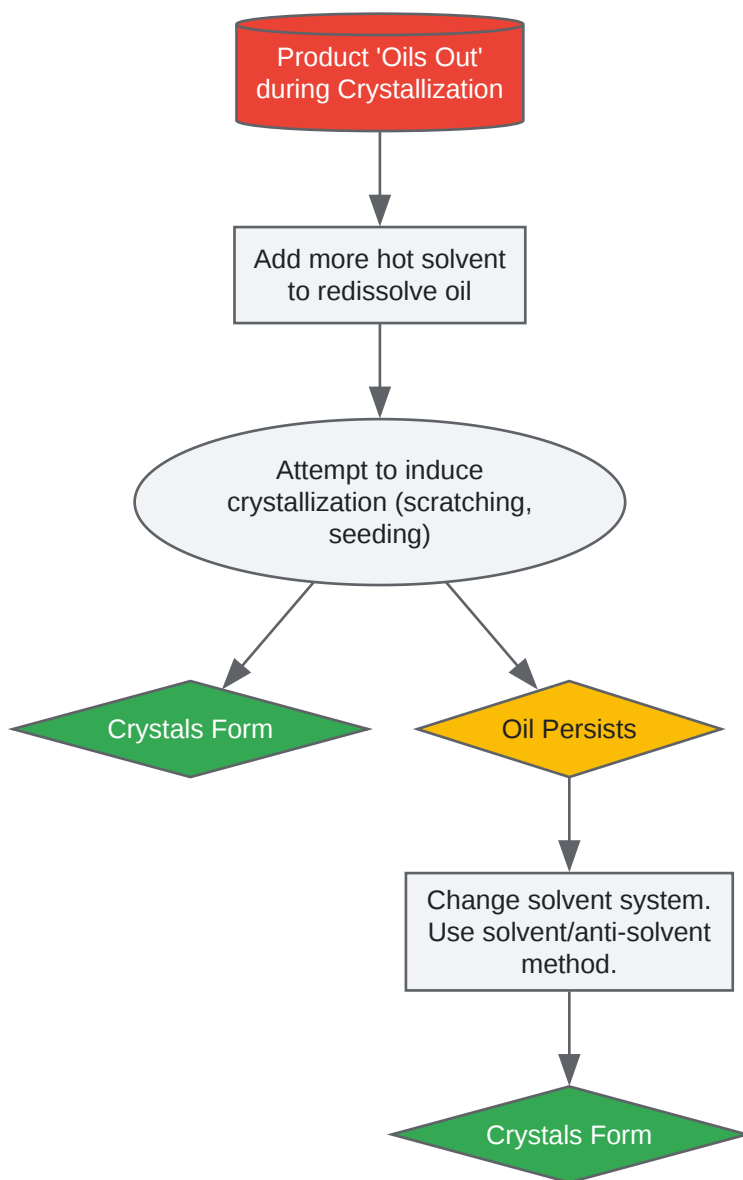 Product 'Oils Out'
during Crystallization
Add more hot solvent
to redissolve oil
Attempt to induce
crystallization (scratching,
seeding)
Crystals Form
Oil Persists
Change solvent system.
Use solvent/anti-solvent
method.
Crystals Form